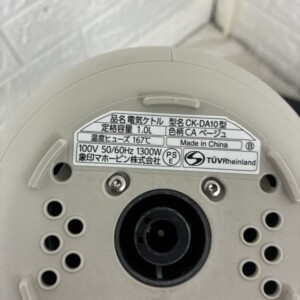 品名 電気ケトル 型名 CK-DA10型
定格容量 1.0L 色柄 CA ベージュ
温度ヒューズ 167℃ Made in China Ⓑ
100V 50/60Hz 1300W
象印マホービン株式会社
PS
E
S
TÜVRheinland